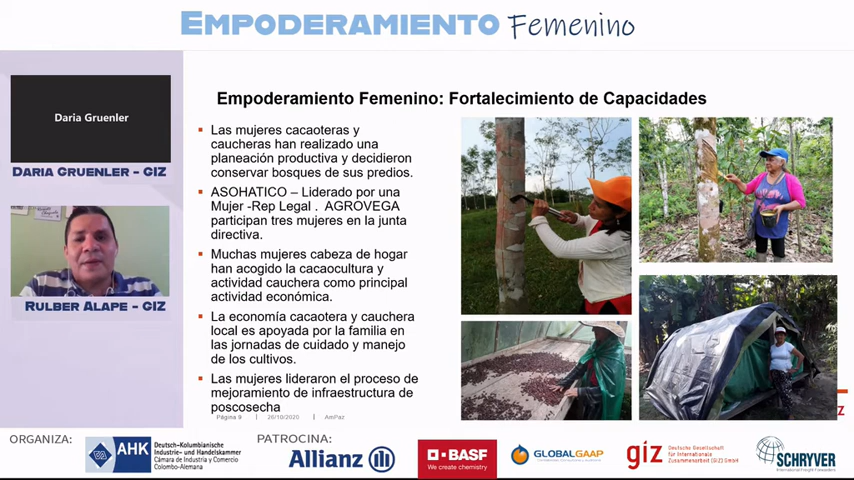 EMPODERAMIENTO Femenino
Daria Gruenler
DARIA GRUENLER - GIZ
RULBER ALAPE - GIZ
Empoderamiento Femenino: Fortalecimiento de Capacidades
Las mujeres cacaoteras y
caucheras han realizado una
planeación productiva y decidieron
conservar bosques de sus predios.
ASOHATICO – Liderado por una
Mujer -Rep Legal . AGROVEGA
participan tres mujeres en la junta
directiva.
Muchas mujeres cabeza de hogar
han acogido la cacaocultura y
actividad cauchera como principal
actividad económica.
La economía cacaotera y cauchera
local es apoyada por la familia en
las jornadas de cuidado y manejo
de los cultivos.
Las mujeres lideraron el proceso de
mejoramiento de infraestructura de
poscosecha
Página 9 | 26/10/2020 | AmPaz
Z
ORGANIZA:
AHK
Deutsch-Kolumbianische
Industrie- und Handelskammer
Cámara de Industria y Comercio
Colombo-Alemana
PATROCINA:
Allianz
BASF
We create chemistry
GLOBALGAAP
giz
Deutsche Gesellschaft
für Internationale
Zusammenarbeit (GIZ) GmbH
SCHRYVER
International Freight Forwarders